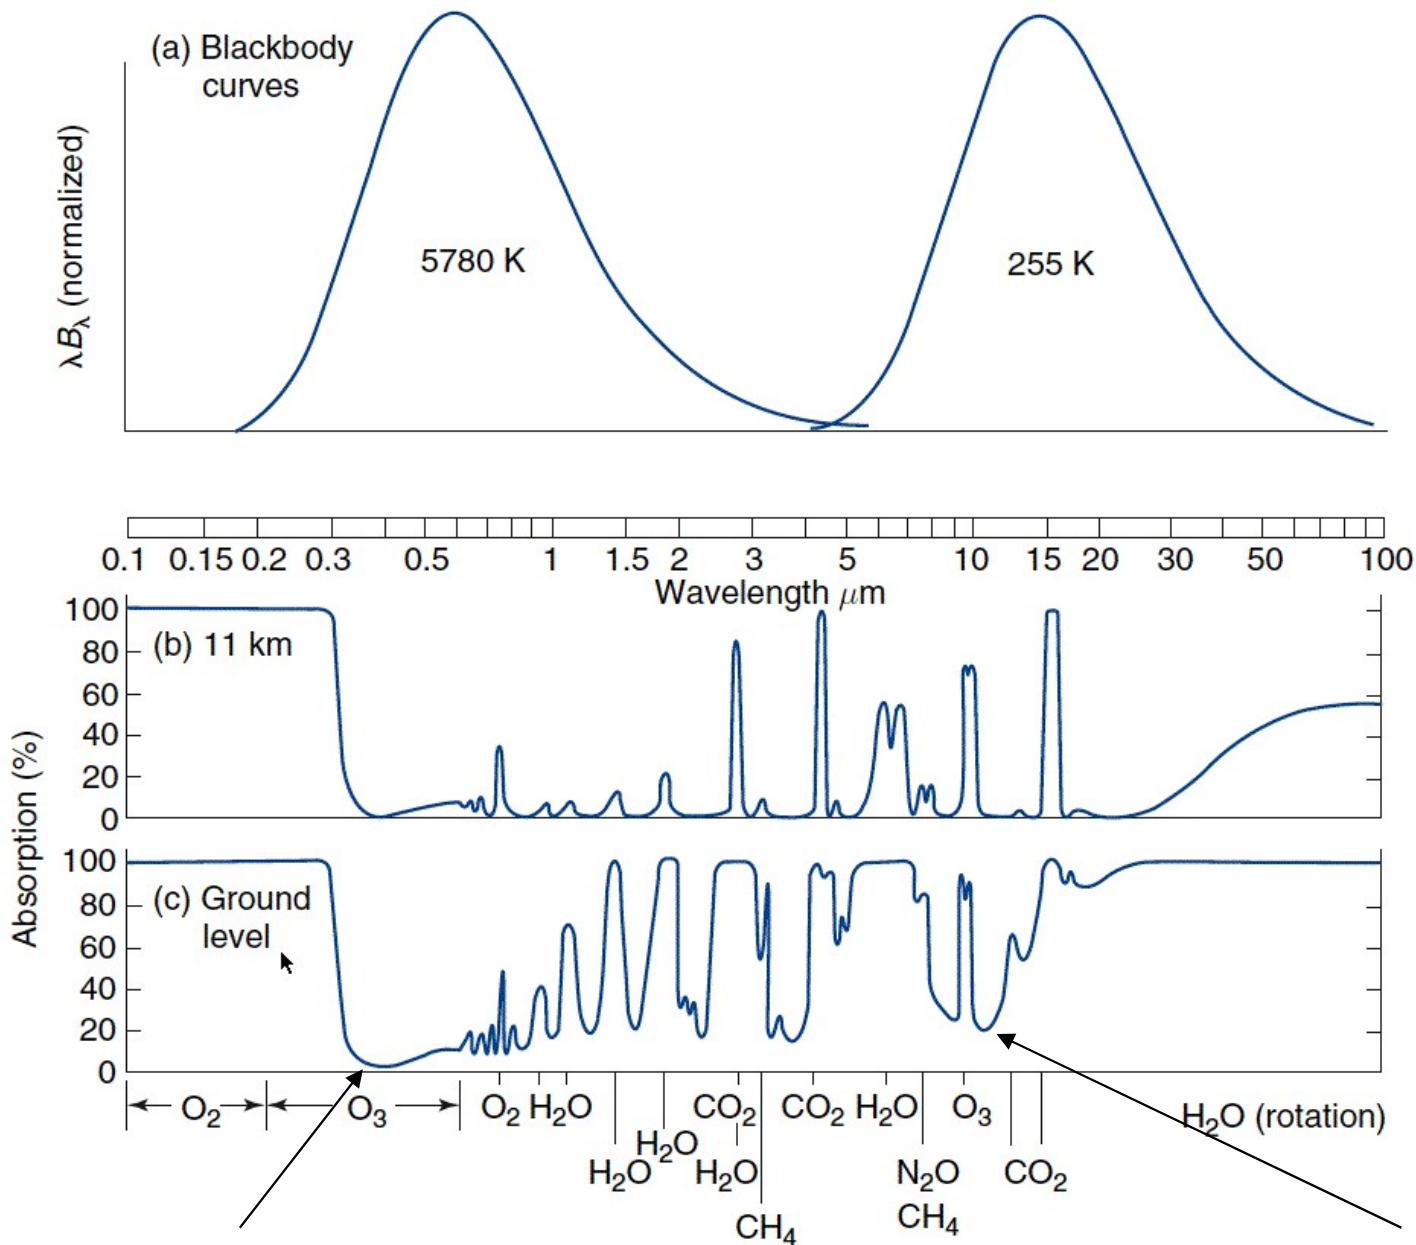 (a) Blackbody
curves
λBλ (normalized)
5780 K
255 K
0.1 0.15 0.2 0.3 0.5 1 1.5 2 3 5 10 15 20 30 50 100
Wavelength μm
Absorption (%)
100
80
60
40
20
0
(b) 11 km
100
80
60
40
20
0
(c) Ground
level
O₂ O₃ O₂ H₂O CO₂ CO₂ H₂O O₃ H₂O (rotation)
H₂O
H₂O H₂O N₂O CO₂
CH₄ CH₄